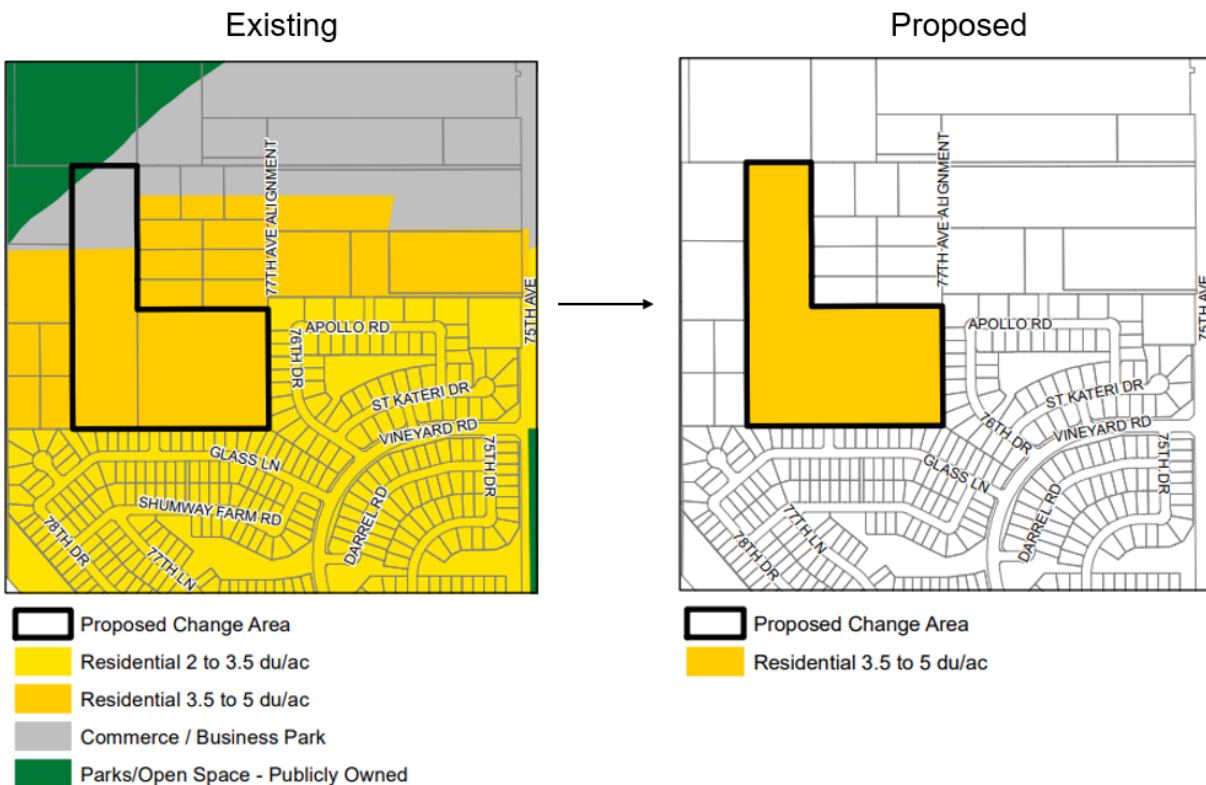 Existing
Proposed
77TH AVE ALIGNMENT
75TH AVE
APOLLO RD
76TH DR
ST KATERI DR
VINEYARD RD
75TH DR
GLASS LN
SHUMWAY FARM RD
DARREL RD
78TH DR
77TH LN
Proposed Change Area
Residential 2 to 3.5 du/ac
Residential 3.5 to 5 du/ac
Commerce / Business Park
Parks/Open Space - Publicly Owned
77TH AVE ALIGNMENT
75TH AVE
APOLLO RD
ST KATERI DR
76TH DR
VINEYARD RD
75TH DR
GLASS LN
DARREL RD
77TH LN
78TH DR
Proposed Change Area
Residential 3.5 to 5 du/ac